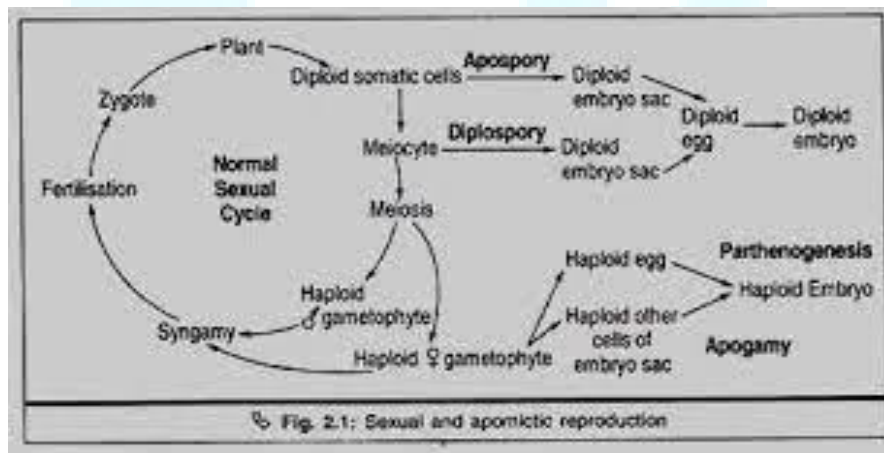 Plant
Diploid somatic cells
Apospory
Diploid
embryo sac
Zygote
Diploid
egg
Diploid
embryo
Meiocyte
Diplospory
Diploid
embryo sac
Normal
Sexual
Cycle
Fertilisation
Meiosis
Haploid egg
Parthenogenesis
Haploid Embryo
Haploid
♂ gametophyte
Haploid other
cells of
embryo sac
Apogamy
Syngamy
Haploid ♀ gametophyte
Fig. 2.1: Sexual and apomictic reproduction